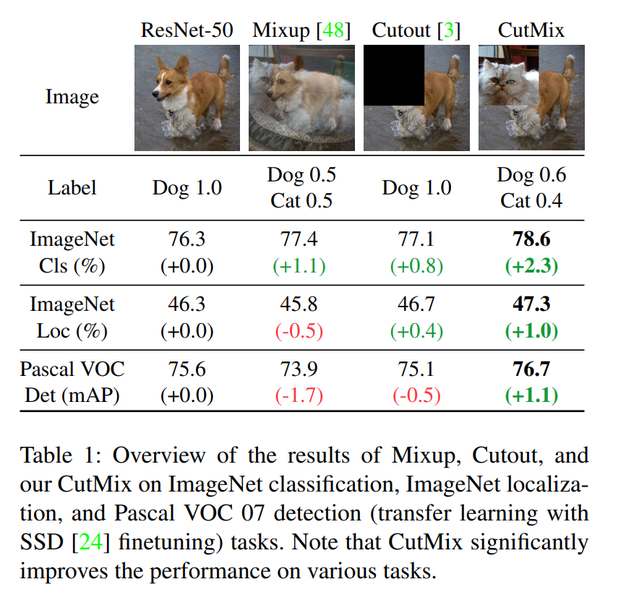 ResNet-50 Mixup [48] Cutout [3] CutMix
Image
Label Dog 1.0 Dog 0.5 Cat 0.5 Dog 1.0 Dog 0.6 Cat 0.4
ImageNet 76.3 77.4 77.1 78.6
Cls (%) (+0.0) (+1.1) (+0.8) (+2.3)
ImageNet 46.3 45.8 46.7 47.3
Loc (%) (+0.0) (-0.5) (+0.4) (+1.0)
Pascal VOC 75.6 73.9 75.1 76.7
Det (mAP) (+0.0) (-1.7) (-0.5) (+1.1)
Table 1: Overview of the results of Mixup, Cutout, and
our CutMix on ImageNet classification, ImageNet localiza-
tion, and Pascal VOC 07 detection (transfer learning with
SSD [24] finetuning) tasks. Note that CutMix significantly
improves the performance on various tasks.